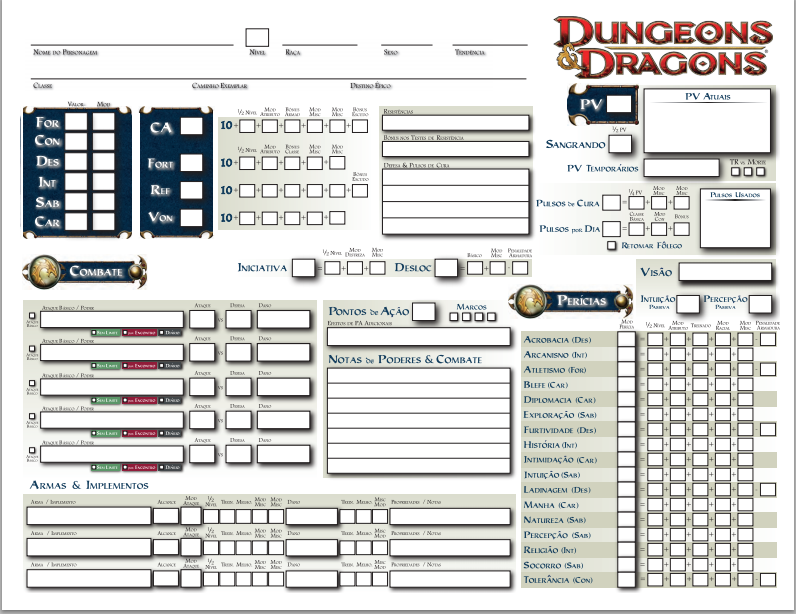 DUNGEONS & DRAGONS
Nome do Personagem Nível Raça Sexo Tendência
Classe Caminho Exemplar Destino Épico
Valor Mod
For
Con
Des
Int
Sab
Car
CA
Fort
Ref
Von
½ Nível Mod Atributo Bônus Armad Mod Misc Mod Misc Bônus Escudo
10 + + + + + +
½ Nível Mod Atributo Bônus Classe Mod Misc Mod Misc
10 + + + + +
Bônus Escudo
10 + + + + + +
10 + + + + +
Resistências
Bônus aos Testes de Resistência
Defesa & Pulsos de Cura
PV
PV Atuais
½ PV
Sangrando
PV Temporários
TR vs. Morte
¼ PV Mod Misc Mod Misc
Pulsos de Cura = + +
Classe Básica Mod Con Bônus
Pulsos por Dia = + +
Retomar Fôlego
Pulsos Usados
Combate
½ Nível Mod Destreza Mod Misc
Iniciativa = + +
Básico Mod Misc Penalidade Armadura
Desloc = + +
Visão
Intuição Passiva
Percepção Passiva
Ataque Básico
Ataque Básico / Poder Ataque Defesa Dano
vs
Sem Limite por Encontro Diário
Ataque Básico
Ataque Básico / Poder Ataque Defesa Dano
vs
Sem Limite por Encontro Diário
Ataque Básico
Ataque Básico / Poder Ataque Defesa Dano
vs
Sem Limite por Encontro Diário
Ataque Básico
Ataque Básico / Poder Ataque Defesa Dano
vs
Sem Limite por Encontro Diário
Ataque Básico
Ataque Básico / Poder Ataque Defesa Dano
vs
Sem Limite por Encontro Diário
Pontos de Ação
Marcos
Efeitos de PA Adicionais
Notas de Poderes & Combate
Perícias
Mod Perícia ½ Nível Mod Atributo Treinado Mod Racial Mod Misc Penalidade Armadura
Acrobacia (Des) = + + + + -
Arcanismo (Int) = + + + +
Atletismo (For) = + + + + -
Blefe (Car) = + + + +
Diplomacia (Car) = + + + +
Exploração (Sab) = + + + +
Furtividade (Des) = + + + + -
História (Int) = + + + +
Intimidação (Car) = + + + +
Intuição (Sab) = + + + +
Ladinagem (Des) = + + + + -
Manha (Car) = + + + +
Natureza (Sab) = + + + +
Percepção (Sab) = + + + +
Religião (Int) = + + + +
Socorro (Sab) = + + + +
Tolerância (Con) = + + + + -
Armas & Implementos
Arma / Implemento Alcance Mod Ataque ½ Nível Trein Melho Mod Misc Mod Misc Dano Trein Melho Misc Mod Propriedades / Notas
Arma / Implemento Alcance Mod Ataque ½ Nível Trein Melho Mod Misc Mod Misc Dano Trein Melho Misc Mod Propriedades / Notas
Arma / Implemento Alcance Mod Ataque ½ Nível Trein Melho Mod Misc Mod Misc Dano Trein Melho Misc Mod Propriedades / Notas